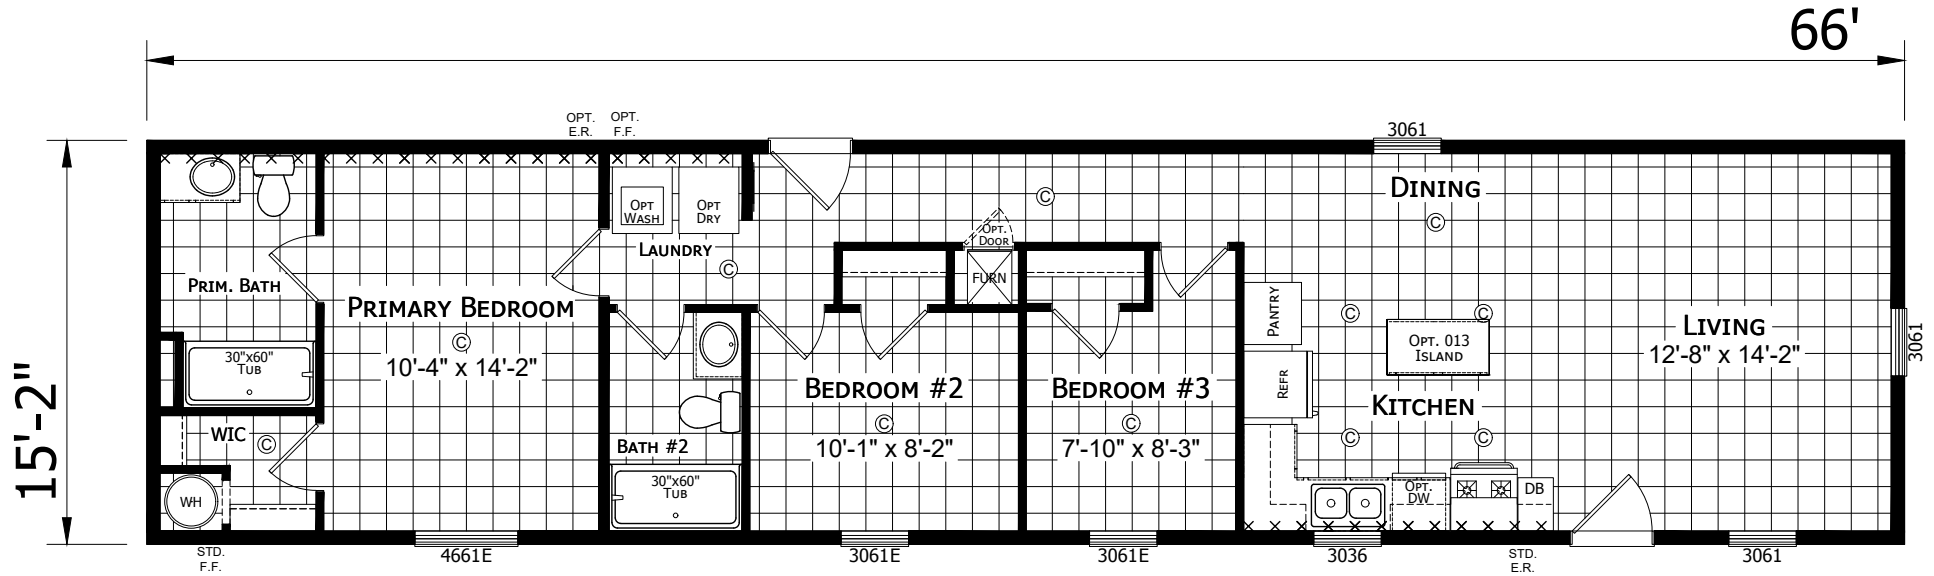 66'
15'-2"
OPT.
E.R.
OPT.
F.F.
3061
OPT
WASH
OPT
DRY
LAUNDRY
C
C
DINING
C
OPT.
DOOR
FURN
PRIM. BATH
PRIMARY BEDROOM
C
10'-4" x 14'-2"
30"x60"
TUB
WIC
C
WH
BATH #2
30"x60"
TUB
BEDROOM #2
C
10'-1" x 8'-2"
BEDROOM #3
C
7'-10" x 8'-3"
PANTRY
REFR
C
C
OPT. 013
ISLAND
KITCHEN
C
C
OPT.
DW
DB
LIVING
12'-8" x 14'-2"
3061
STD.
F.F.
4661E
3061E
3061E
3036
STD.
E.R.
3061